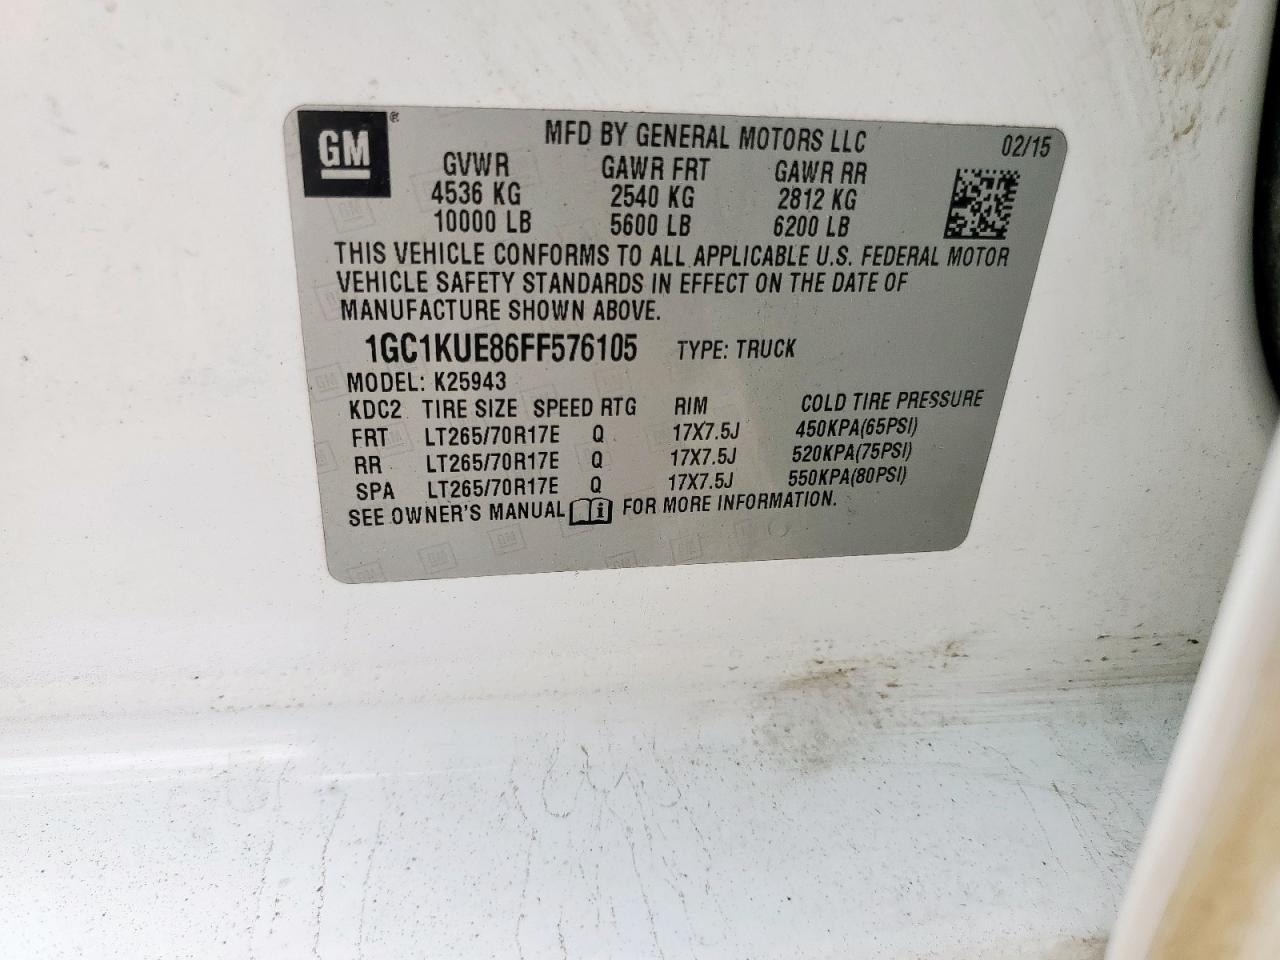 GM®
MFD BY GENERAL MOTORS LLC 02/15
GVWR GAWR FRT GAWR RR
4536 KG 2540 KG 2812 KG
10000 LB 5600 LB 6200 LB
THIS VEHICLE CONFORMS TO ALL APPLICABLE U.S. FEDERAL MOTOR
VEHICLE SAFETY STANDARDS IN EFFECT ON THE DATE OF
MANUFACTURE SHOWN ABOVE.
1GC1KUE86FF576105 TYPE: TRUCK
MODEL: K25943
KDC2 TIRE SIZE SPEED RTG RIM COLD TIRE PRESSURE
FRT LT265/70R17E Q 17X7.5J 450KPA(65PSI)
RR LT265/70R17E Q 17X7.5J 520KPA(75PSI)
SPA LT265/70R17E Q 17X7.5J 550KPA(80PSI)
SEE OWNER'S MANUAL i FOR MORE INFORMATION.